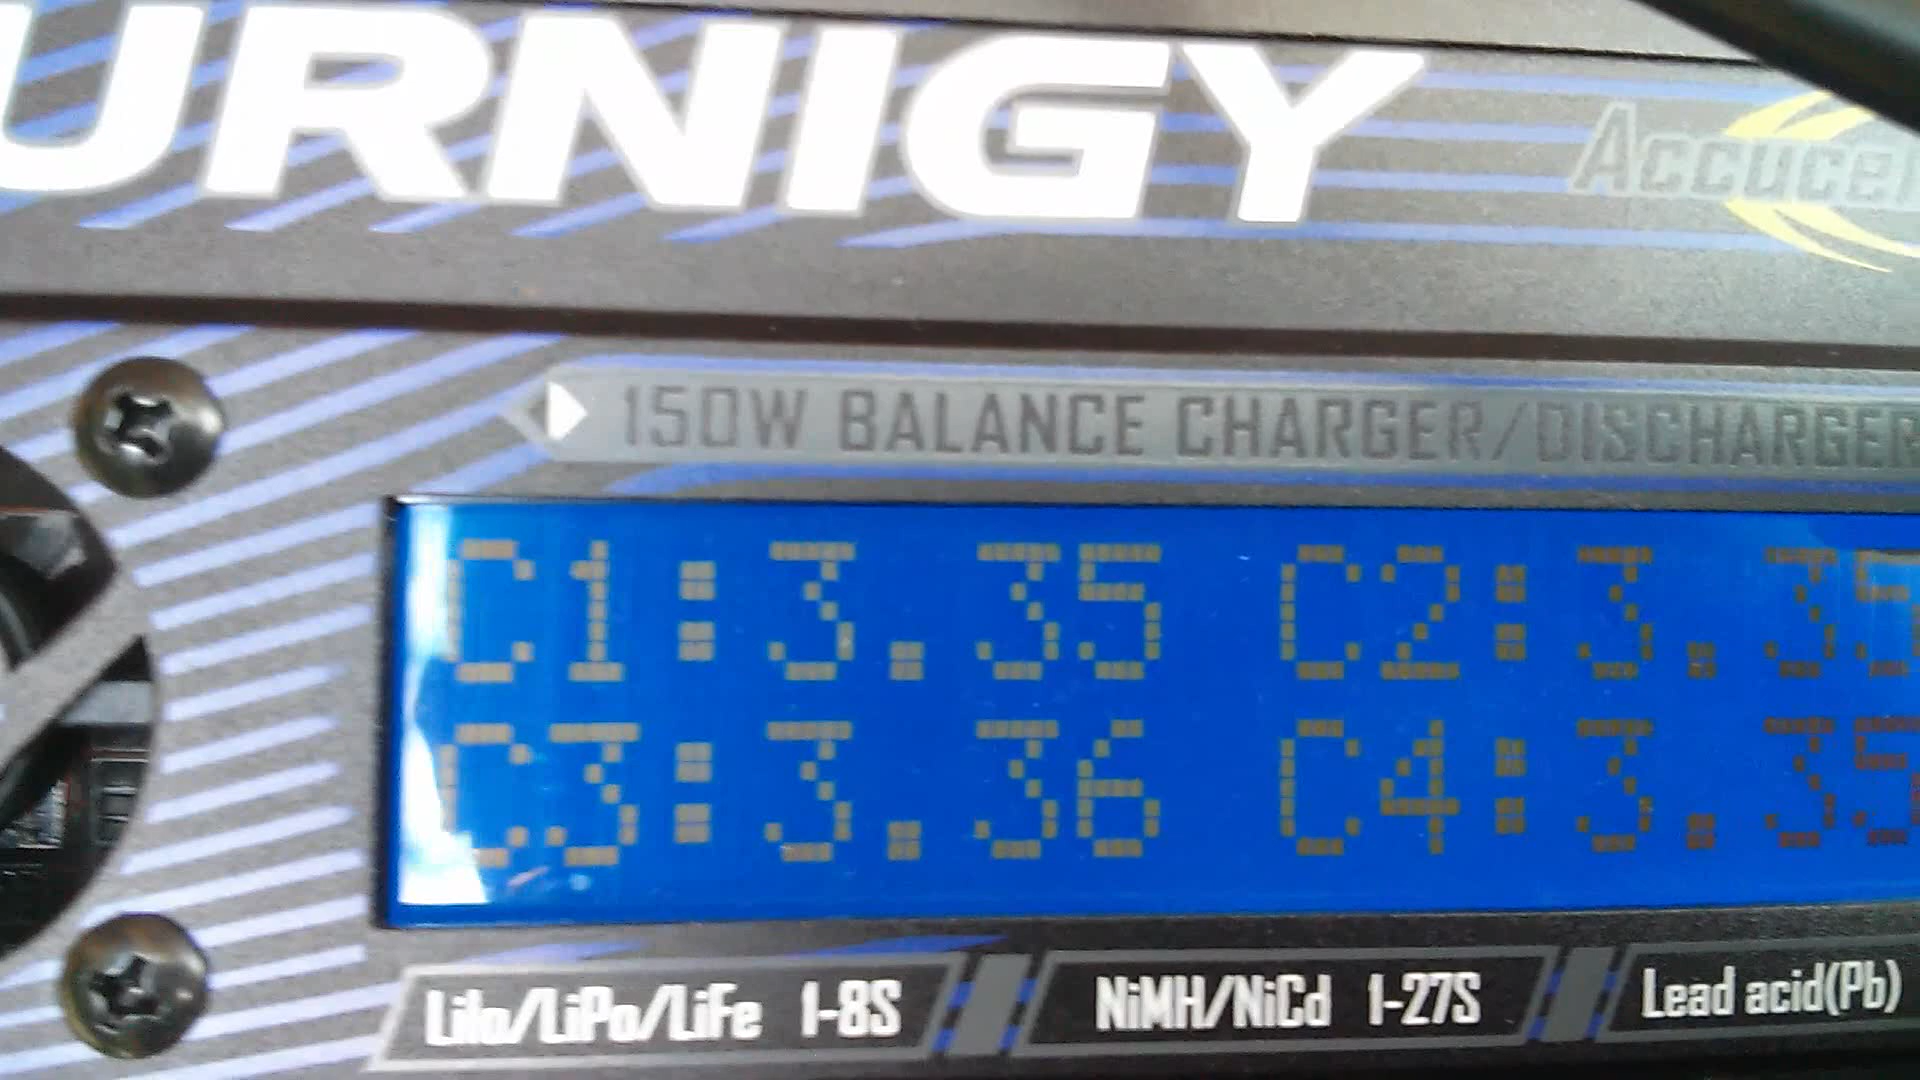 URNIGY
Accucel
150W BALANCE CHARGER/DISCHARGER
C1:3.35 C2:3.35
C3:3.36 C4:3.35
LiIo/LiPo/LiFe 1-8S NiMH/NiCd 1-27S Lead acid(Pb)